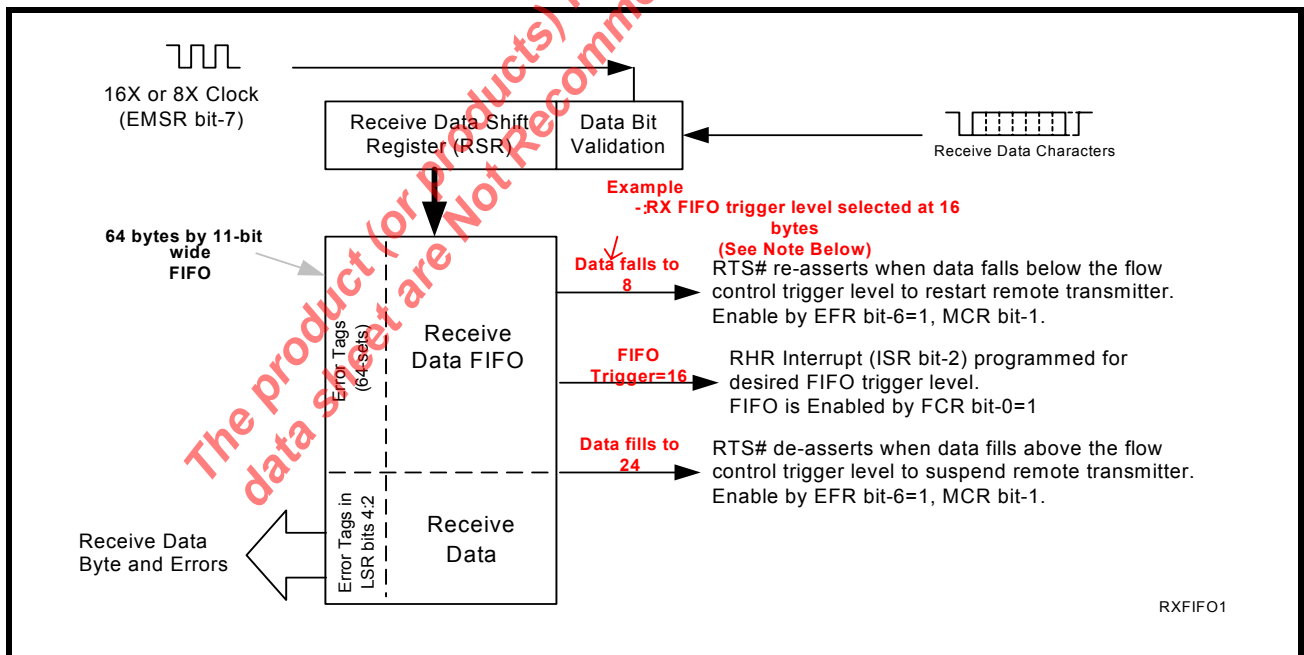 16X or 8X Clock
(EMSR bit-7)
Receive Data Shift
Register (RSR)
Data Bit
Validation
Receive Data Characters
Example
-:RX FIFO trigger level selected at 16
bytes
(See Note Below)
64 bytes by 11-bit
wide
FIFO
Data falls to
8
RTS# re-asserts when data falls below the flow
control trigger level to restart remote transmitter.
Enable by EFR bit-6=1, MCR bit-1.
Error Tags
(64-sets)
Receive
Data FIFO
FIFO
Trigger=16
RHR Interrupt (ISR bit-2) programmed for
desired FIFO trigger level.
FIFO is Enabled by FCR bit-0=1
Data fills to
24
RTS# de-asserts when data fills above the flow
control trigger level to suspend remote transmitter.
Enable by EFR bit-6=1, MCR bit-1.
Receive Data
Byte and Errors
Error Tags in
LSR bits 4:2
Receive
Data
RXFIFO1
The product (or products)
data sheet are Not Recomm